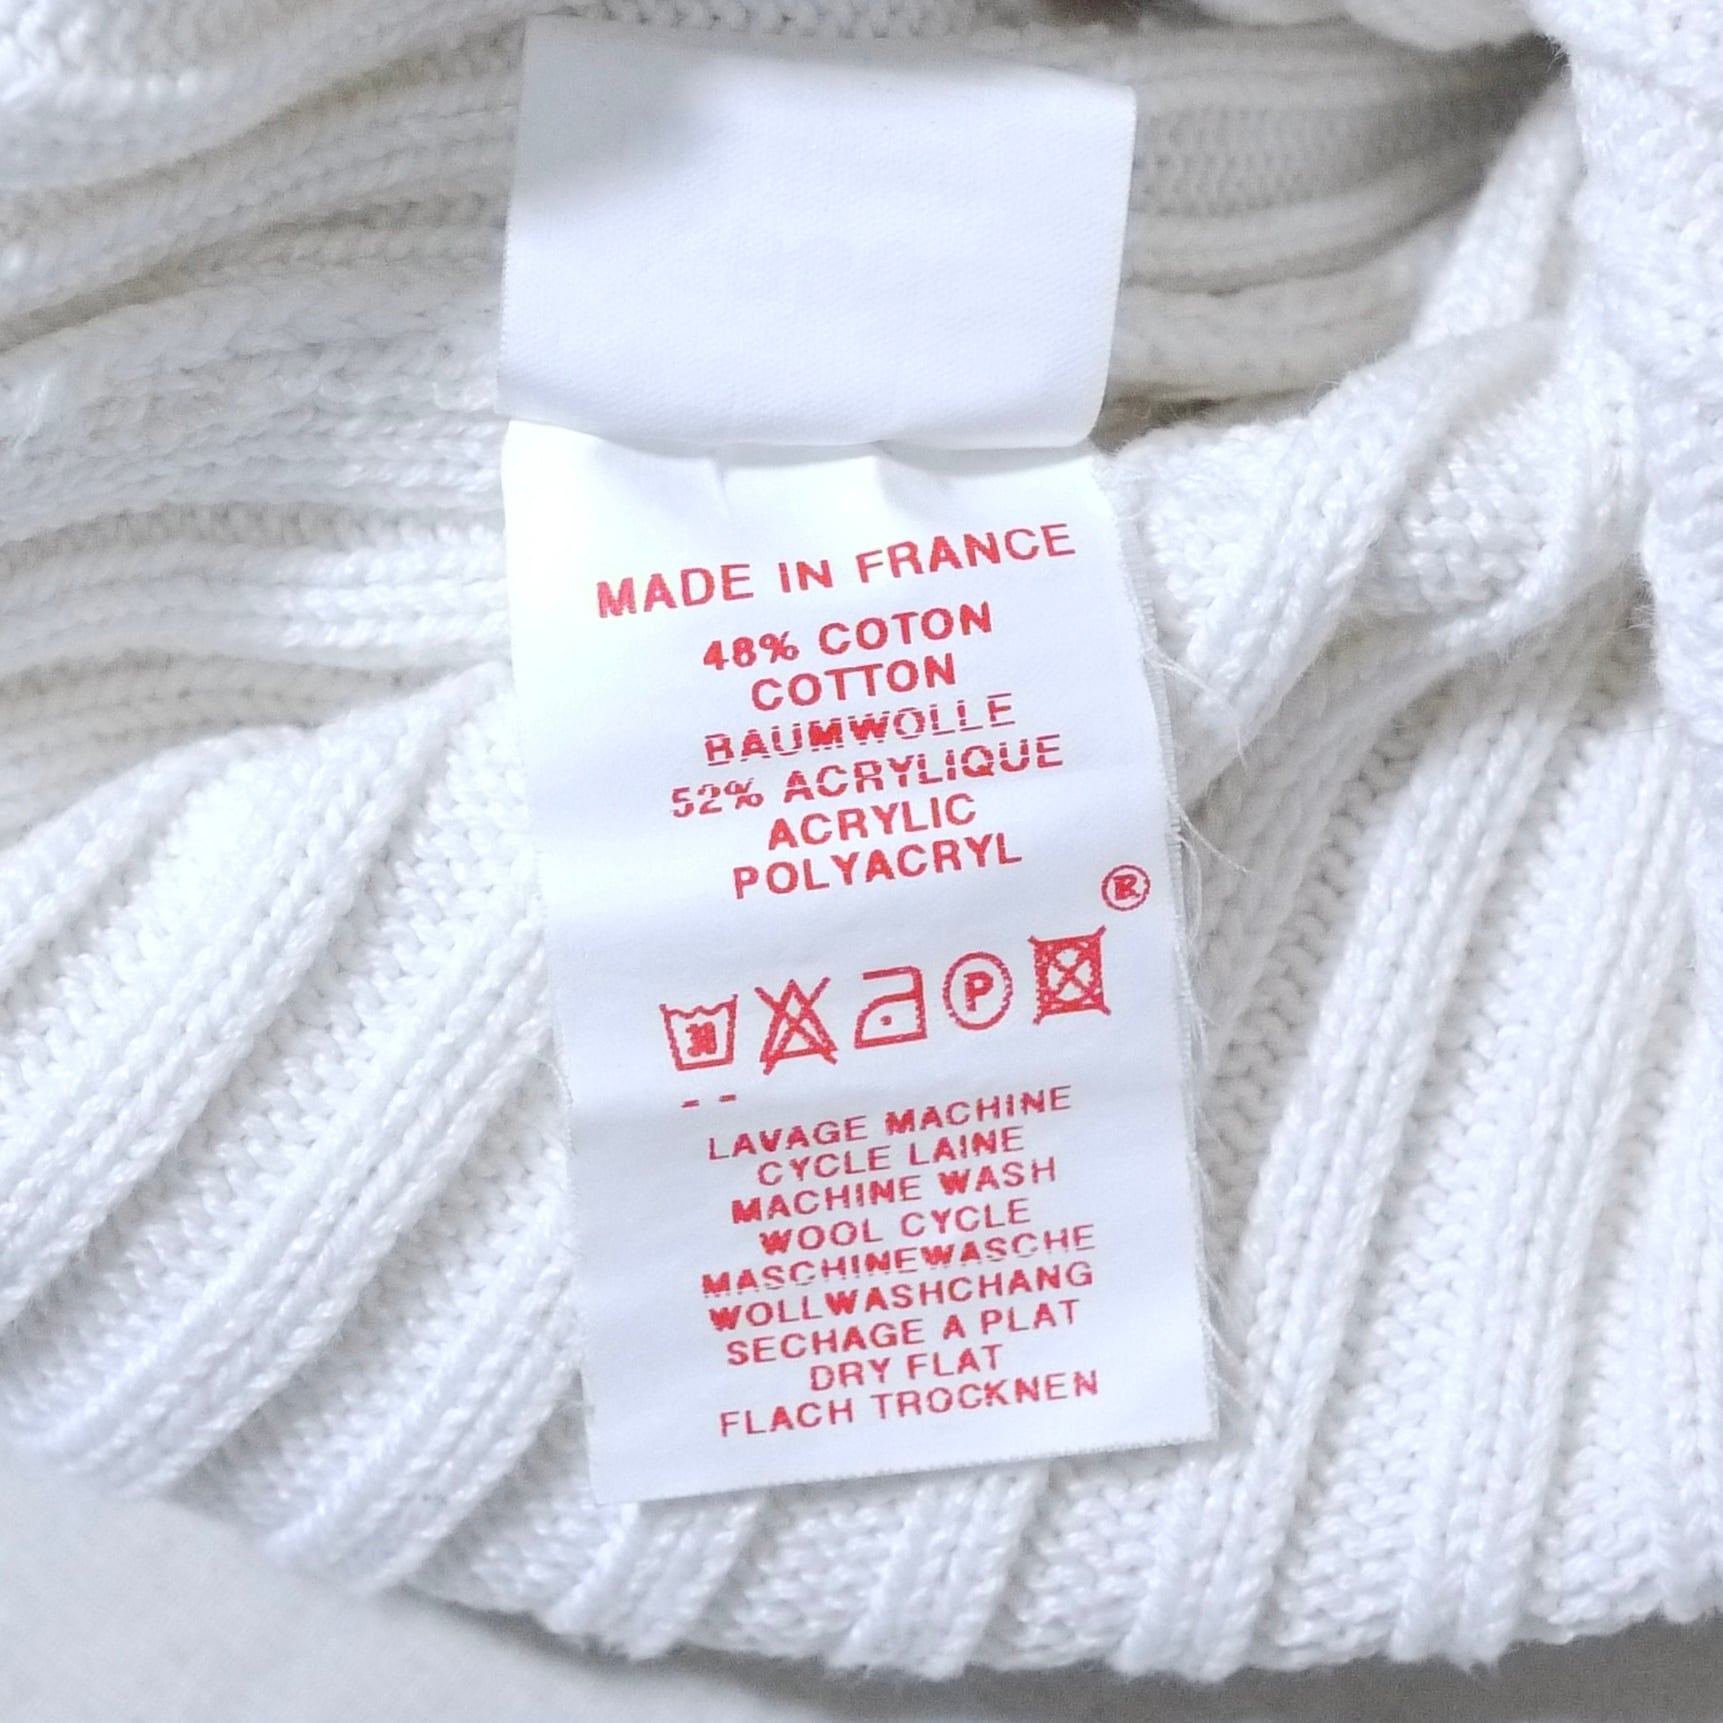 MADE IN FRANCE
48% COTON
COTTON
BAUMWOLLE
52% ACRYLIQUE
ACRYLIC
POLYACRYL
®
30 P
- -
LAVAGE MACHINE
CYCLE LAINE
MACHINE WASH
WOOL CYCLE
MASCHINEWASCHE
WOLLWASHCHANG
SECHAGE A PLAT
DRY FLAT
FLACH TROCKNEN